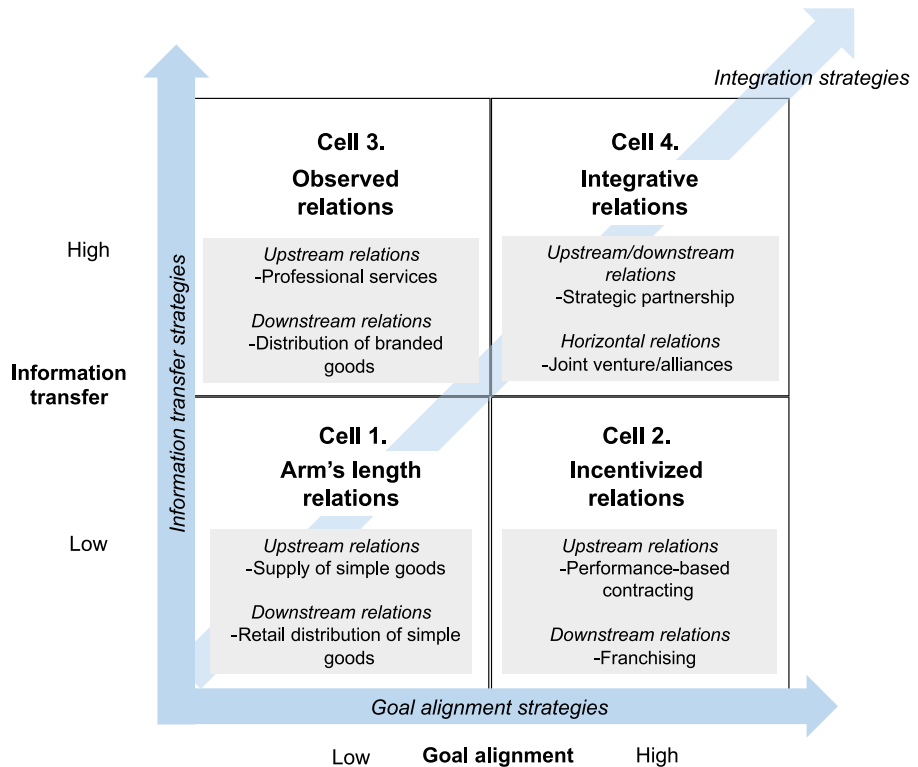 Integration strategies
Cell 3.
Observed
relations
Upstream relations
-Professional services
Downstream relations
-Distribution of branded
goods
Cell 4.
Integrative
relations
Upstream/downstream
relations
-Strategic partnership
Horizontal relations
-Joint venture/alliances
High
Information
transfer
Low
Information transfer strategies
Cell 1.
Arm's length
relations
Upstream relations
-Supply of simple goods
Downstream relations
-Retail distribution of simple
goods
Cell 2.
Incentivized
relations
Upstream relations
-Performance-based
contracting
Downstream relations
-Franchising
Goal alignment strategies
Low Goal alignment High